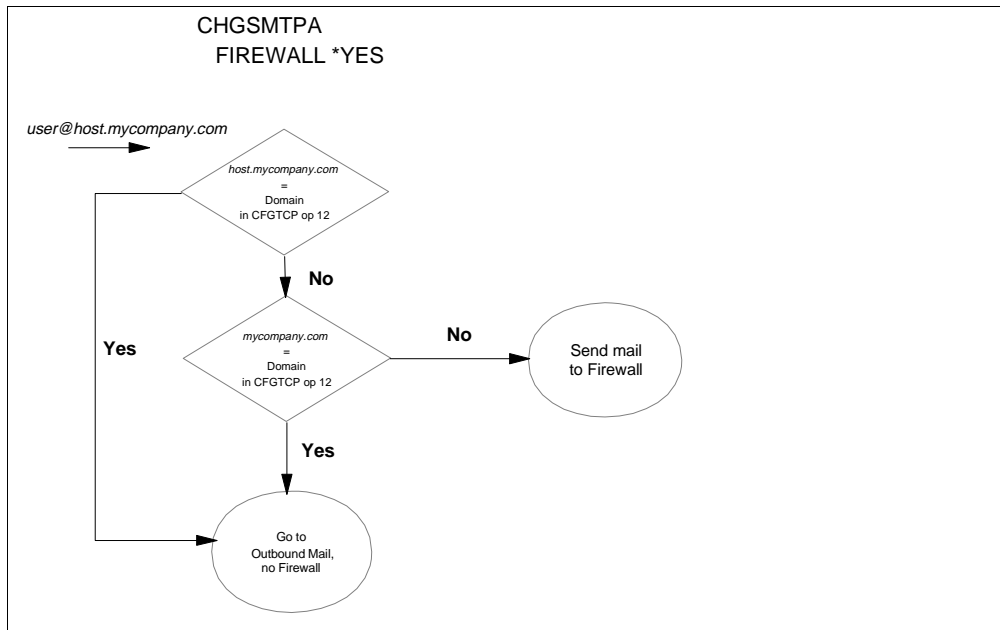 CHGSMTPA
FIREWALL *YES
user@host.mycompany.com
host.mycompany.com
=
Domain
in CFGTCP op 12
No
mycompany.com
=
Domain
in CFGTCP op 12
Yes
No
Send mail
to Firewall
Yes
Go to
Outbound Mail,
no Firewall